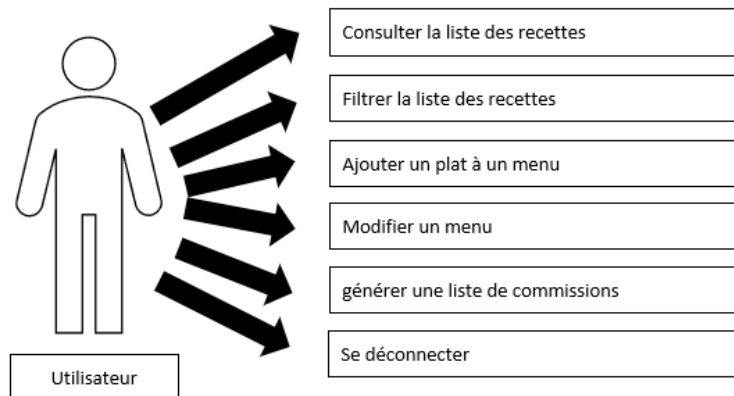 Consulter la liste des recettes
Filtrer la liste des recettes
Ajouter un plat à un menu
Modifier un menu
générer une liste de commissions
Se déconnecter
Utilisateur